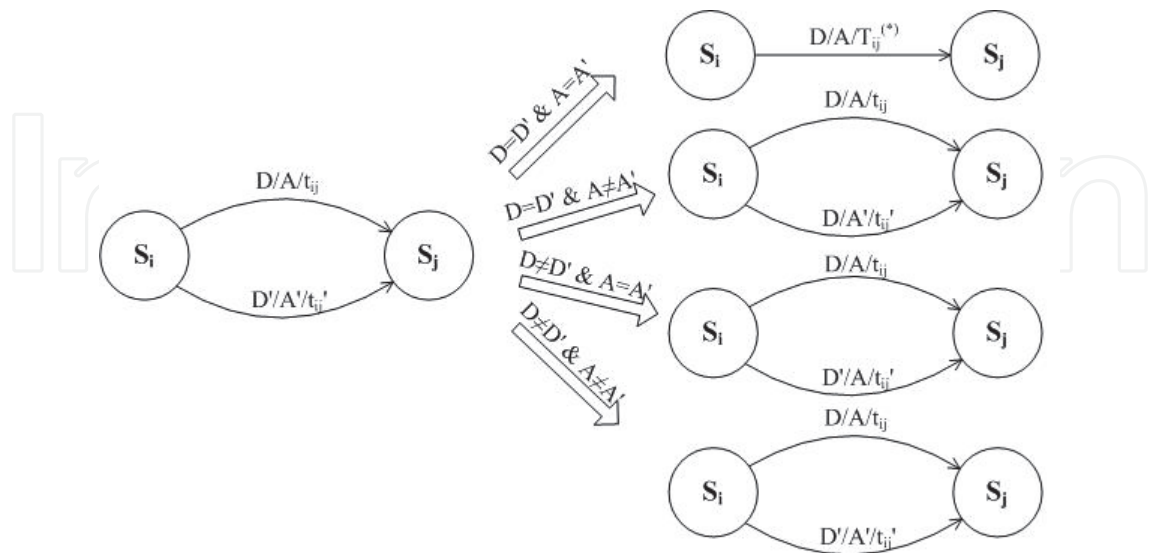 Sᵢ D/A/tᵢⱼ Sⱼ
D'/A'/tᵢⱼ'
D=D' & A=A'
D=D' & A≠A'
D≠D' & A=A'
D≠D' & A≠A'
Sᵢ D/A/Tᵢⱼ⁽*⁾ Sⱼ
D/A/tᵢⱼ
Sᵢ Sⱼ
D/A'/tᵢⱼ'
D/A/tᵢⱼ
Sᵢ Sⱼ
D'/A/tᵢⱼ'
D/A/tᵢⱼ
Sᵢ Sⱼ
D'/A'/tᵢⱼ'